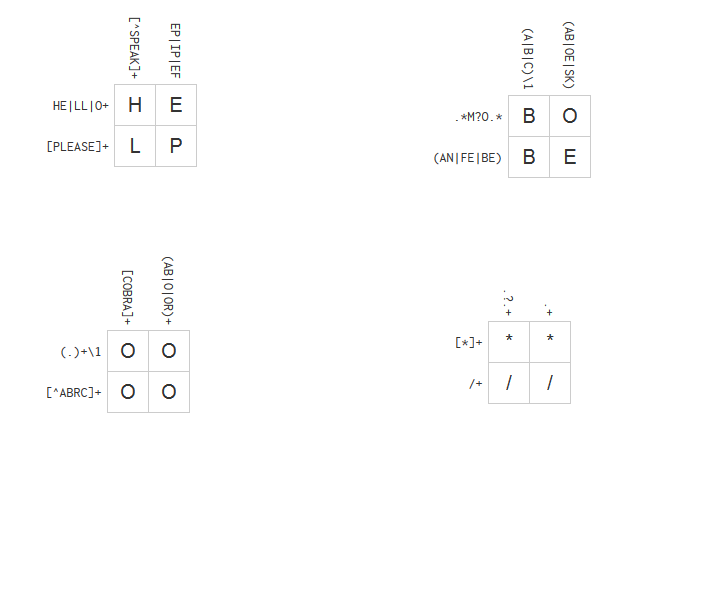 [^SPEAK]+ EP|IP|EF
HE|LL|O+ H E
[PLEASE]+ L P
(A|B|C)\1 (AB|OE|SK)
.*M?O.* B O
(AN|FE|BE) B E
[COBRA]+ (AB|O|OR)+
(.)+\1 O O
[^ABRC]+ O O
.?.+ .+
[*]+ * *
/+ / /